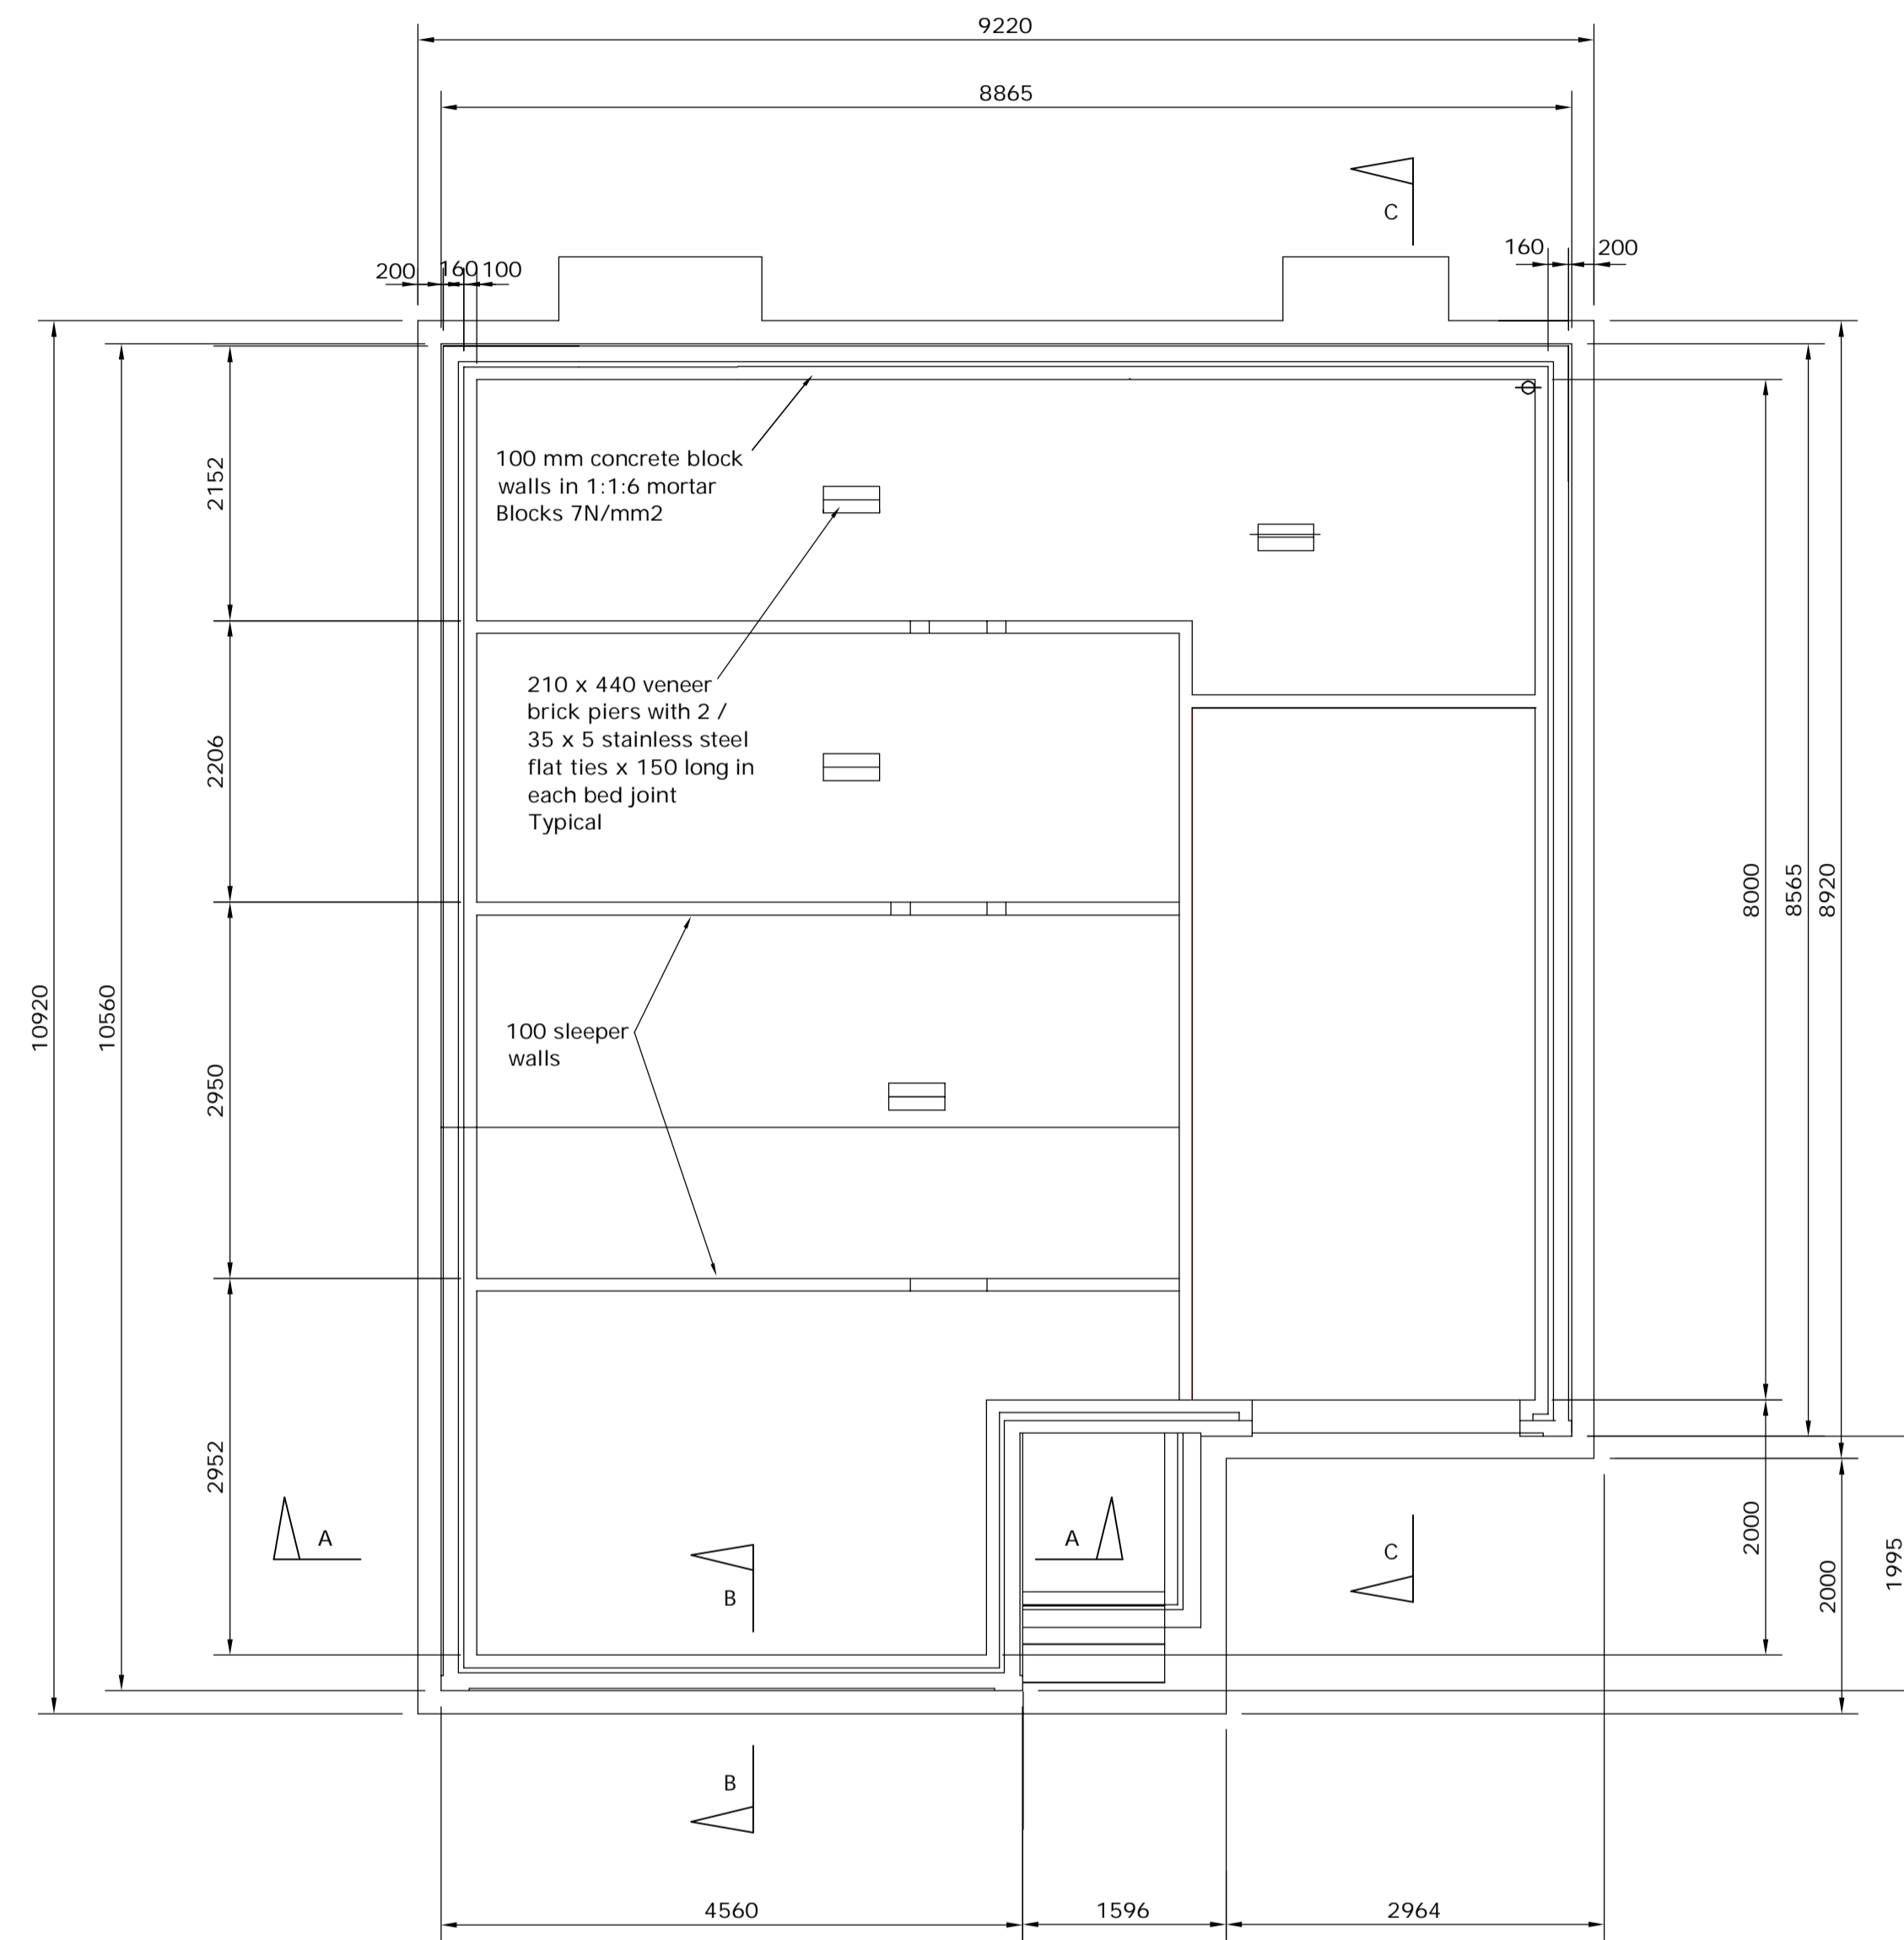 9220
8865
C
160
200
200
160
100
100 mm concrete block
walls in 1:1:6 mortar
Blocks 7N/mm2
2152
210 x 440 veneer
brick piers with 2 /
35 x 5 stainless steel
flat ties x 150 long in
each bed joint
Typical
2206
8000
8565
8920
10920
10560
100 sleeper
walls
2950
2952
A
A
B
C
2000
2000
1995
B
4560
1596
2964